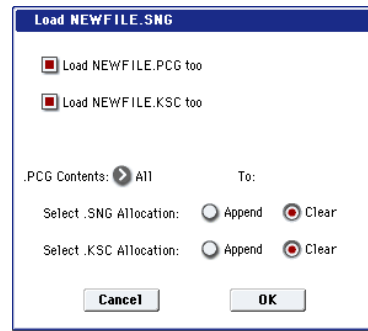 Load NEWFILE.SNG
Load NEWFILE.PCG too
Load NEWFILE.KSC too
.PCG Contents: All To:
Select .SNG Allocation: Append Clear
Select .KSC Allocation: Append Clear
Cancel OK